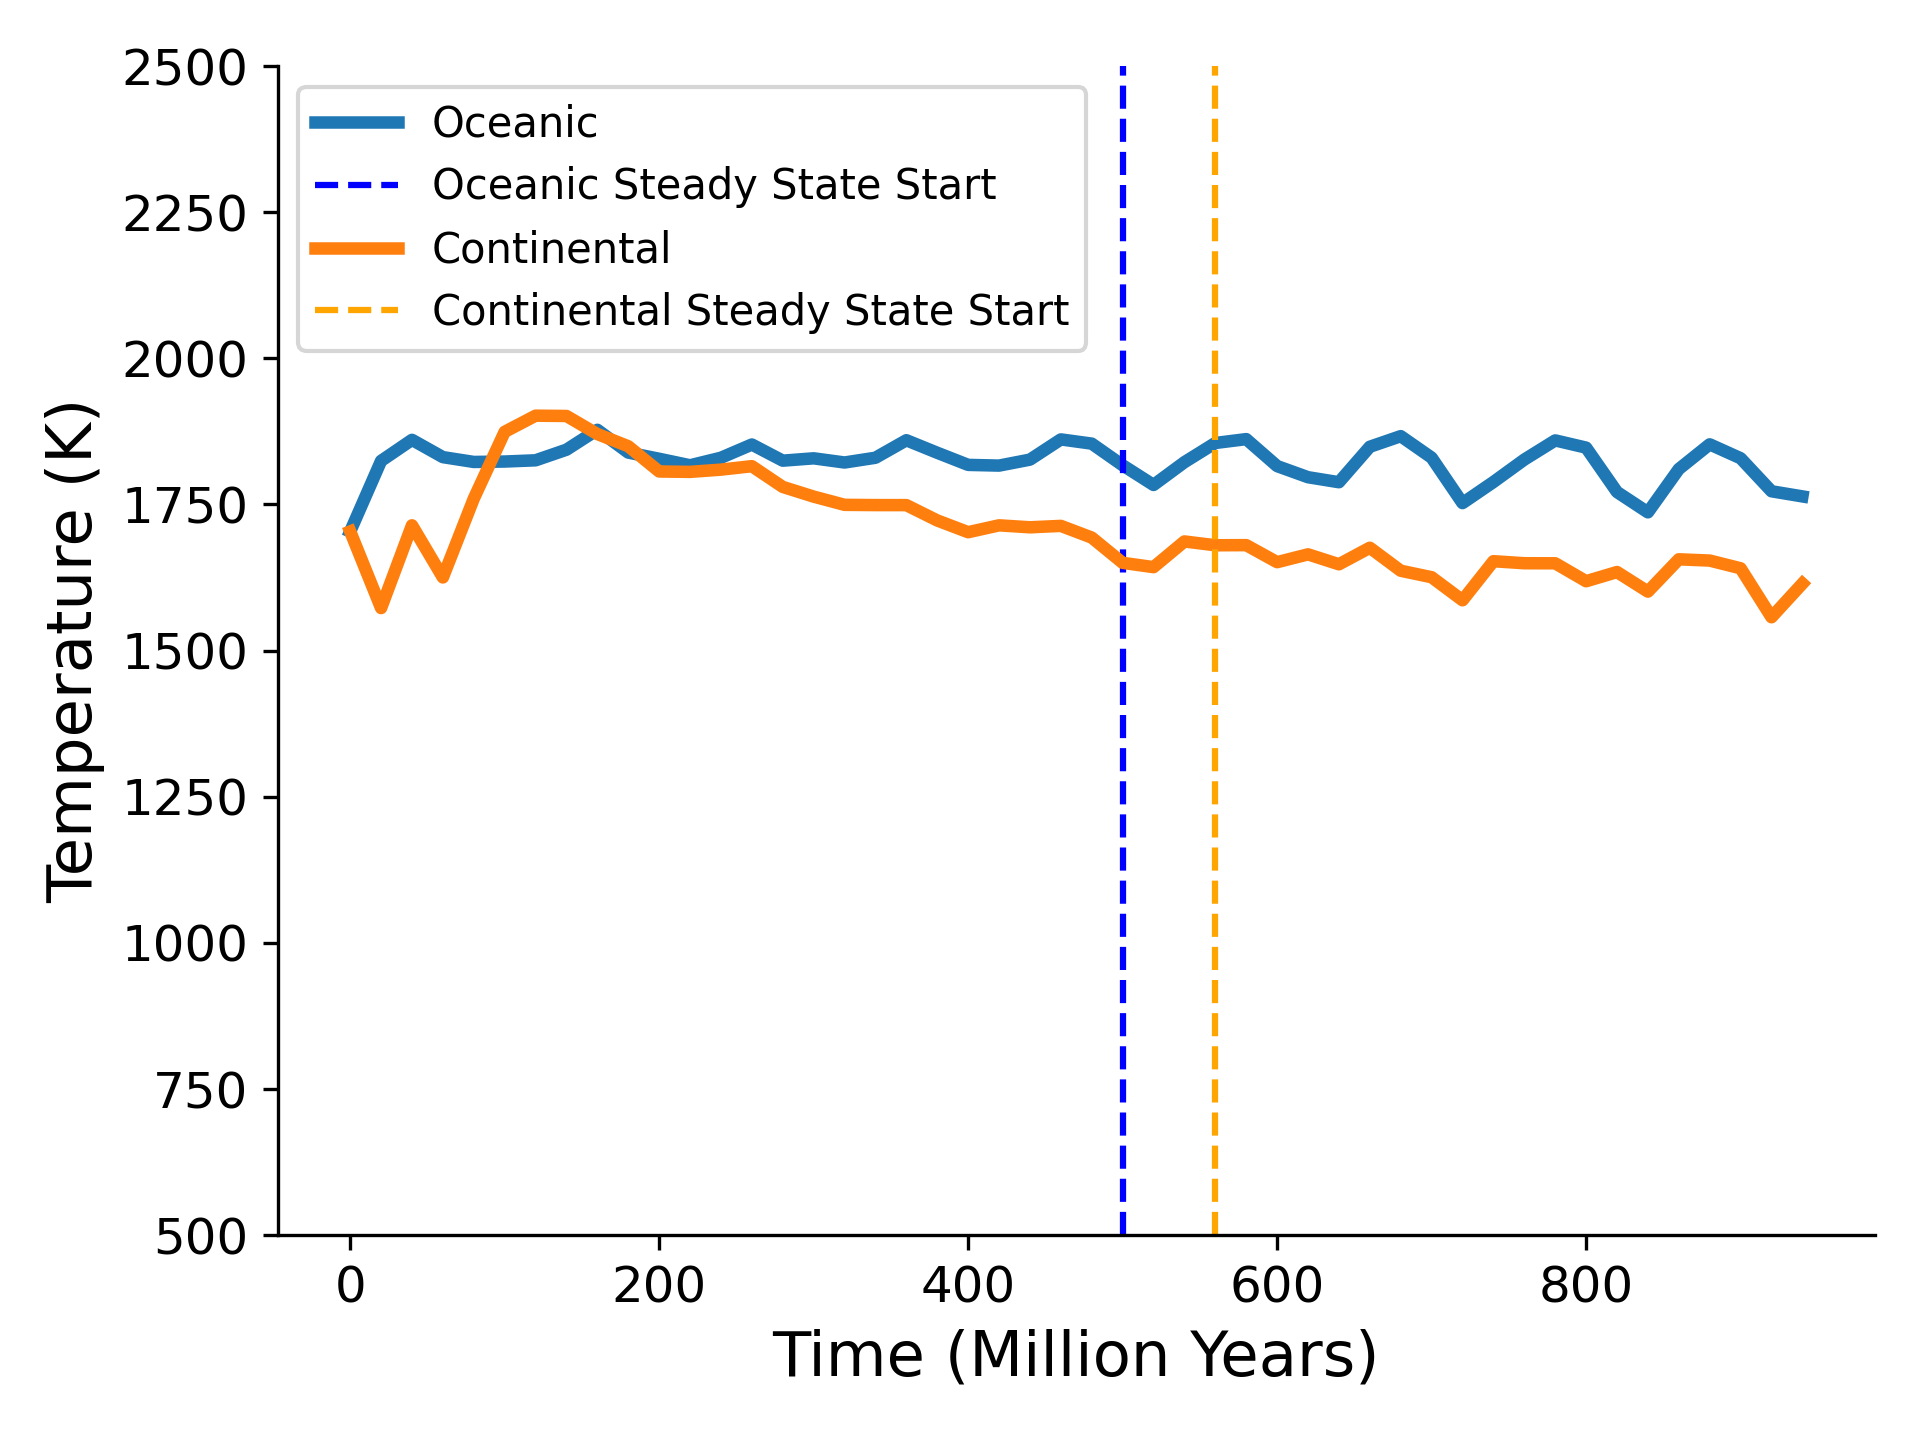 2500
2250
2000
1750
1500
1250
1000
750
500
Temperature (K)
Oceanic
Oceanic Steady State Start
Continental
Continental Steady State Start
0 200 400 600 800
Time (Million Years)